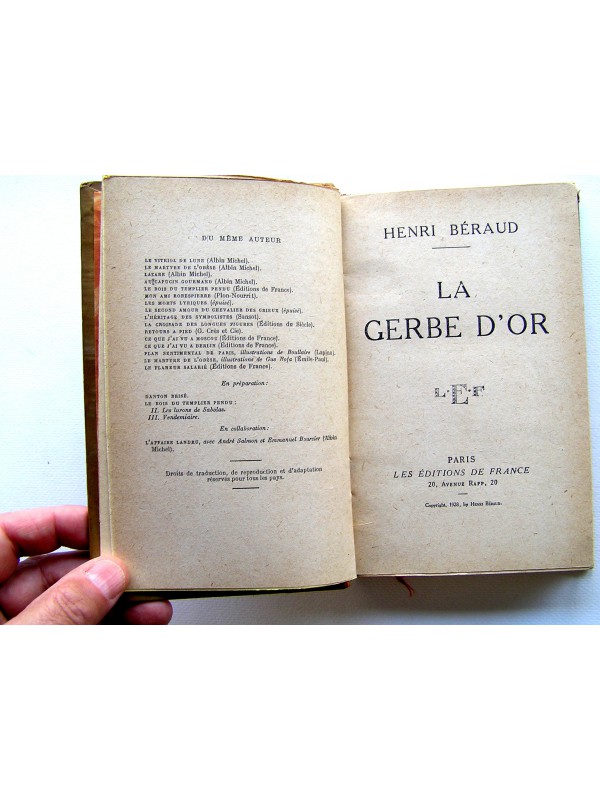 DU MÊME AUTEUR
LE VITRIOL DE LUNE (Albin Michel).
LE MARTYRE DE L'OBÈSE (Albin Michel).
LAZARE (Albin Michel).
AU CAPUCIN GOURMAND (Albin Michel).
LE BOIS DU TEMPLIER PENDU (Éditions de France).
MON AMI ROBESPIERRE (Plon-Nourrit).
LES MORTS LYRIQUES (épuisé).
LE SECOND AMOUR DU CHEVALIER DES GRIEUX (épuisé).
L'HÉRITAGE DES SYMBOLISTES (Sansot).
LA CROISADE DES LONGUES FIGURES (Éditions du Siècle).
RETOURS A PIED (G. Crès et Cie).
CE QUE J'AI VU A MOSCOU (Éditions de France).
CE QUE J'AI VU A BERLIN (Éditions de France).
PLAN SENTIMENTAL DE PARIS, illustrations de (Lapina).
LE MARTYRE DE L'OBÈSE, illustrations de Gus Bofa (Émile-Paul).
LE FLANEUR SALARIÉ (Éditions de France).
En préparation:
LE BOIS DU TEMPLIER PENDU :
II. Les lurons de Sabolas.
III. Vendémiaire.
En collaboration:
L'AFFAIRE LANDRU, avec André Salmon et Emmanuel Bourcier (Albin
Michel).
Droits de traduction, de reproduction et d'adaptation
réservés pour tous les pays.
HENRI BÉRAUD
LA
GERBE D'OR
L·E·F
PARIS
LES ÉDITIONS DE FRANCE
20, AVENUE RAPP, 20
Copyright, 1928, by HENRI BÉRAUD.